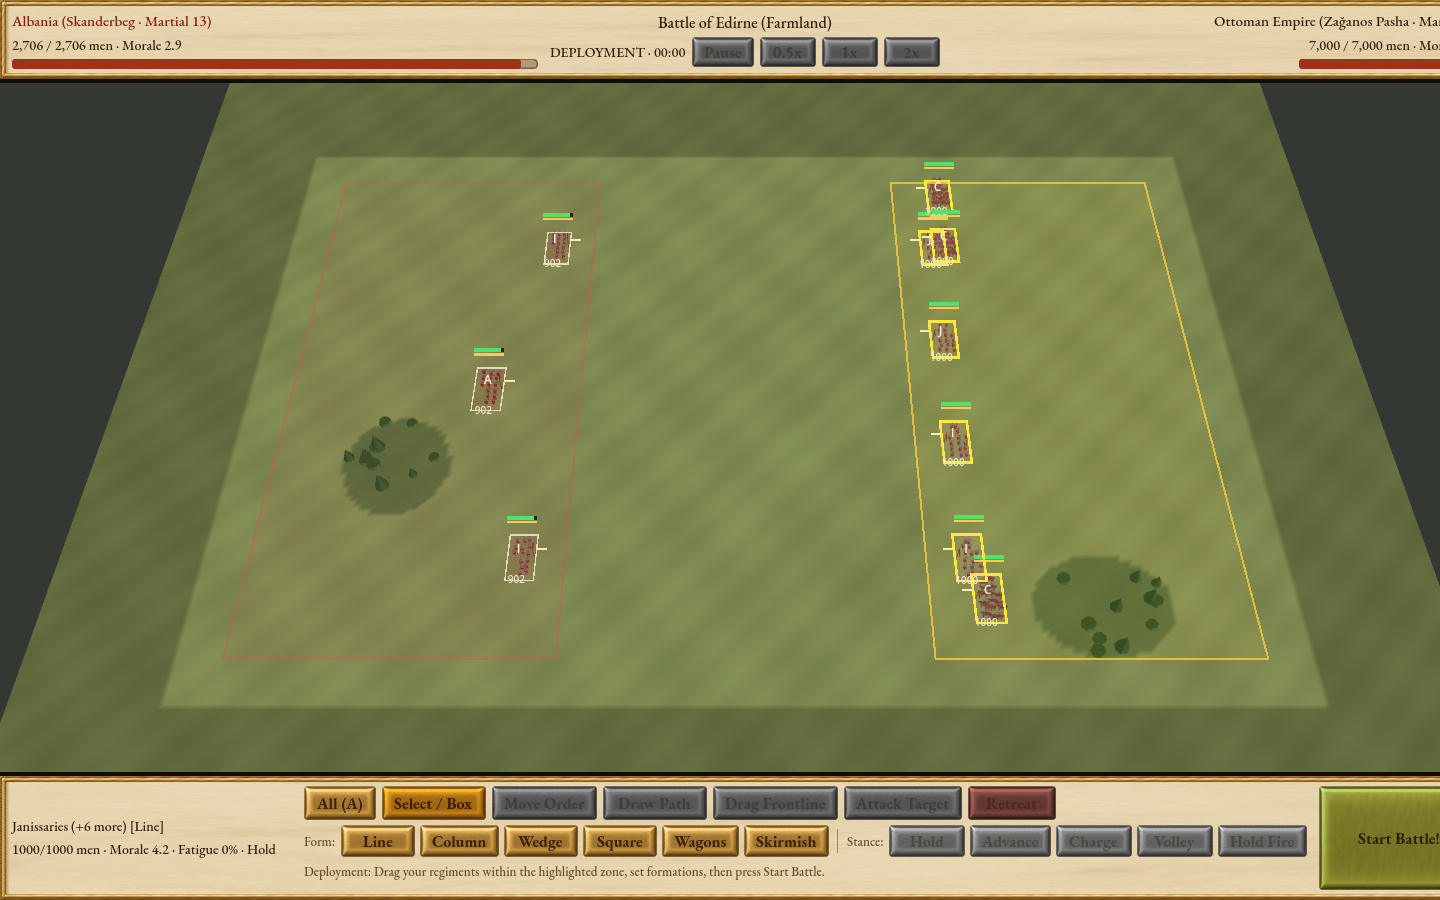 Albania (Skanderbeg · Martial 13)
2,706 / 2,706 men · Morale 2.9
Battle of Edirne (Farmland)
DEPLOYMENT · 00:00
Pause
0.5x
1x
2x
Ottoman Empire (Zağanos Pasha ·
7,000 / 7,000 men ·
I
902
A
902
I
902
C
J
1000
I
1000
I
1000
C
1000
Janissaries (+6 more) [Line]
1000/1000 men · Morale 4.2 · Fatigue 0% · Hold
All (A)
Select / Box
Move Order
Draw Path
Drag Frontline
Attack Target
Retreat
Form:
Line
Column
Wedge
Square
Wagons
Skirmish
Stance:
Hold
Advance
Charge
Volley
Hold Fire
Deployment: Drag your regiments within the highlighted zone, set formations, then press Start Battle.
Start Battle!